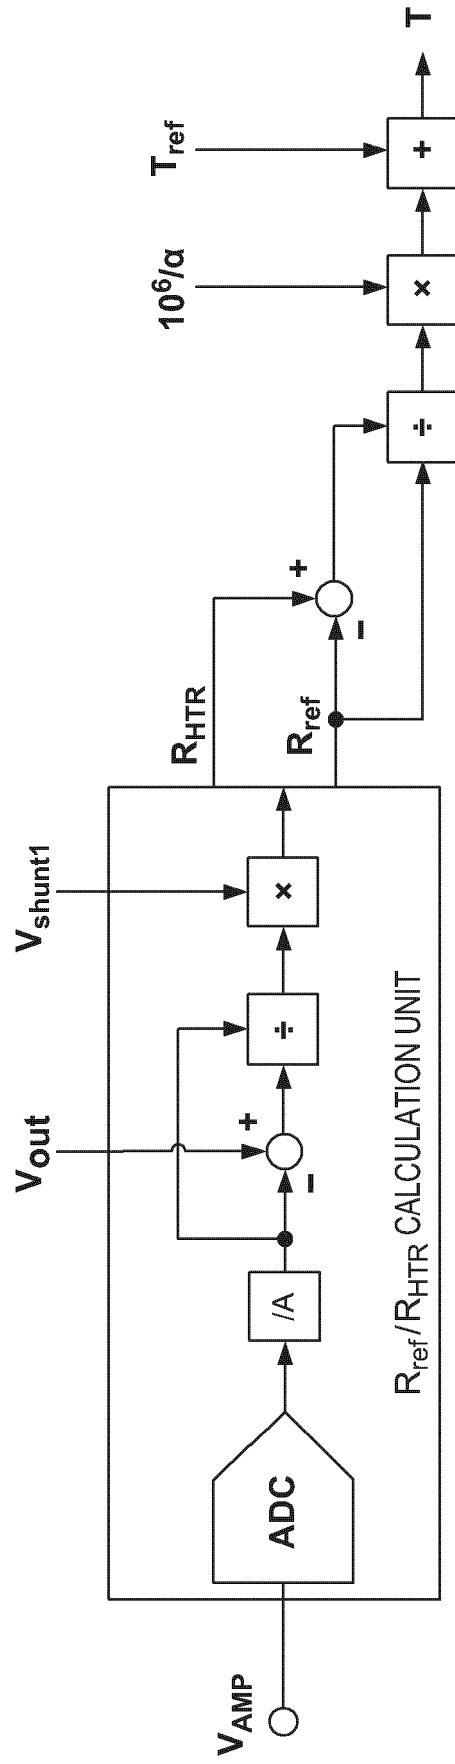 V_AMP
ADC
/A
V_out
+
−
÷
V_shunt1
×
R_ref/R_HTR CALCULATION UNIT
R_HTR
R_ref
+
−
÷
10^6/α
×
T_ref
+
T